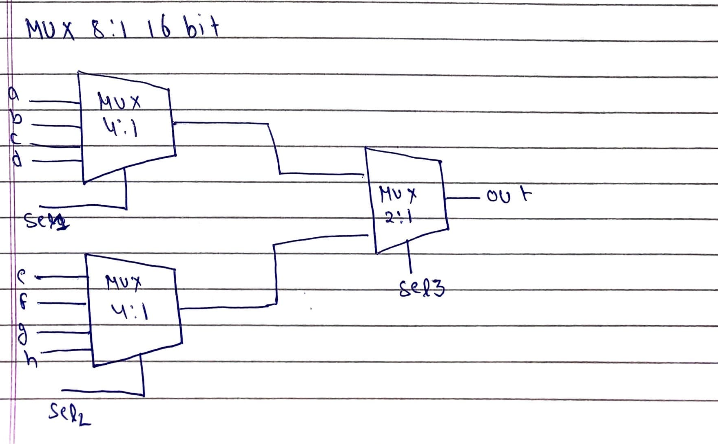 MUX 8:1 16 bit
a
b
c
d
MUX
4:1
sel1
e
f
g
h
MUX
4:1
sel2
MUX
2:1
out
sel3